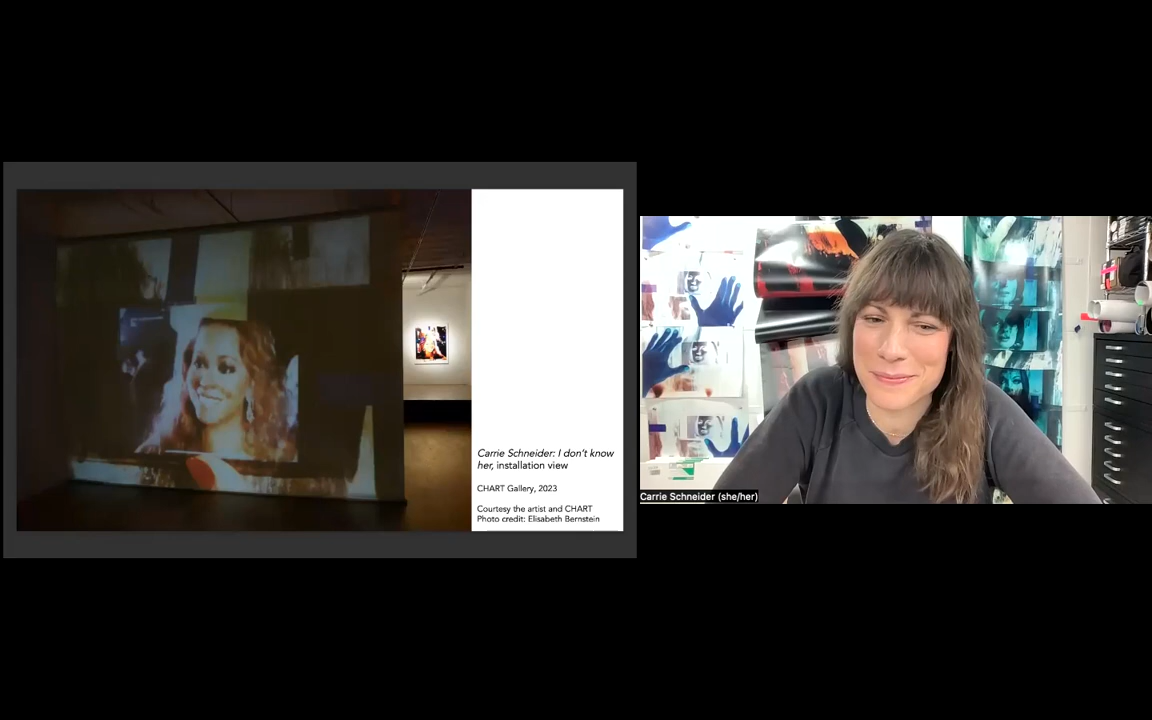 Carrie Schneider: I don't know
her, installation view
CHART Gallery, 2023
Courtesy the artist and CHART
Photo credit: Elisabeth Bernstein
Carrie Schneider (she/her)